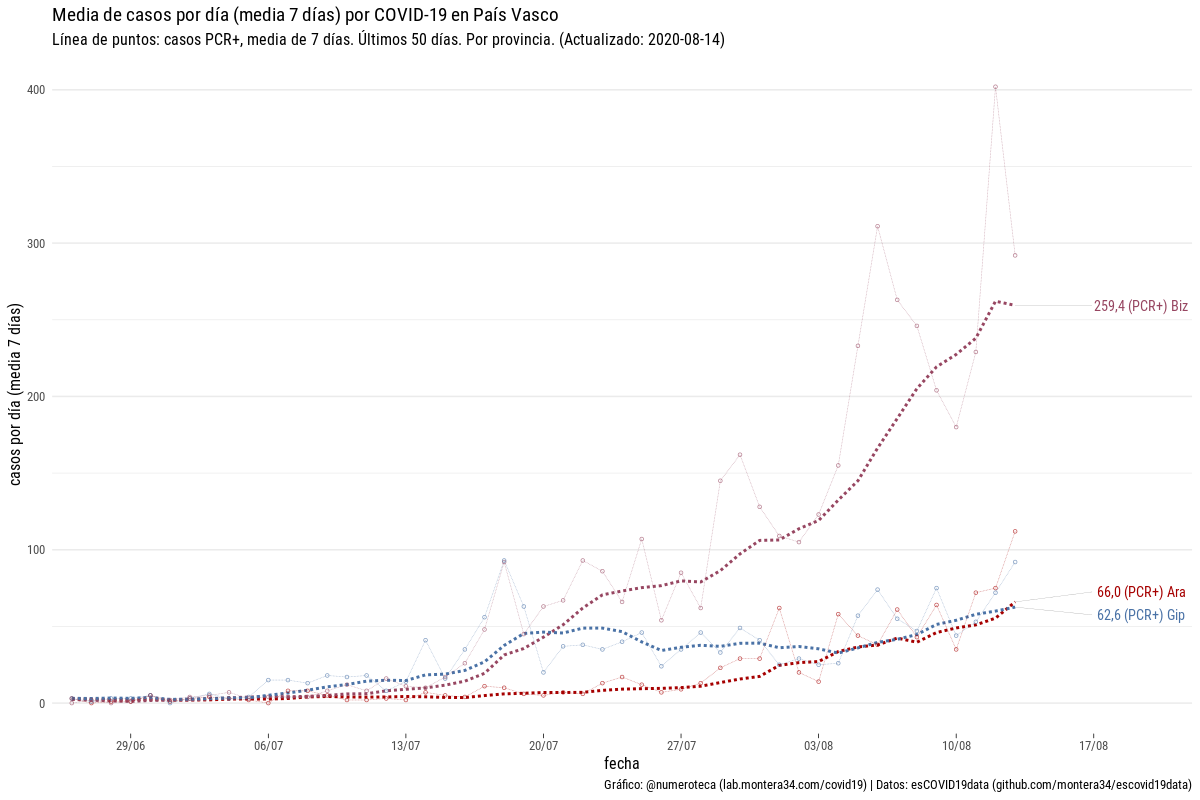 Media de casos por día (media 7 días) por COVID-19 en País Vasco
Línea de puntos: casos PCR+, media de 7 días. Últimos 50 días. Por provincia. (Actualizado: 2020-08-14)
casos por día (media 7 días)
400
300
200
100
0
259,4 (PCR+) Biz
66,0 (PCR+) Ara
62,6 (PCR+) Gip
29/06
06/07
13/07
20/07
27/07
03/08
10/08
17/08
fecha
Gráfico: @numeroteca (lab.montera34.com/covid19) | Datos: esCOVID19data (github.com/montera34/escovid19data)